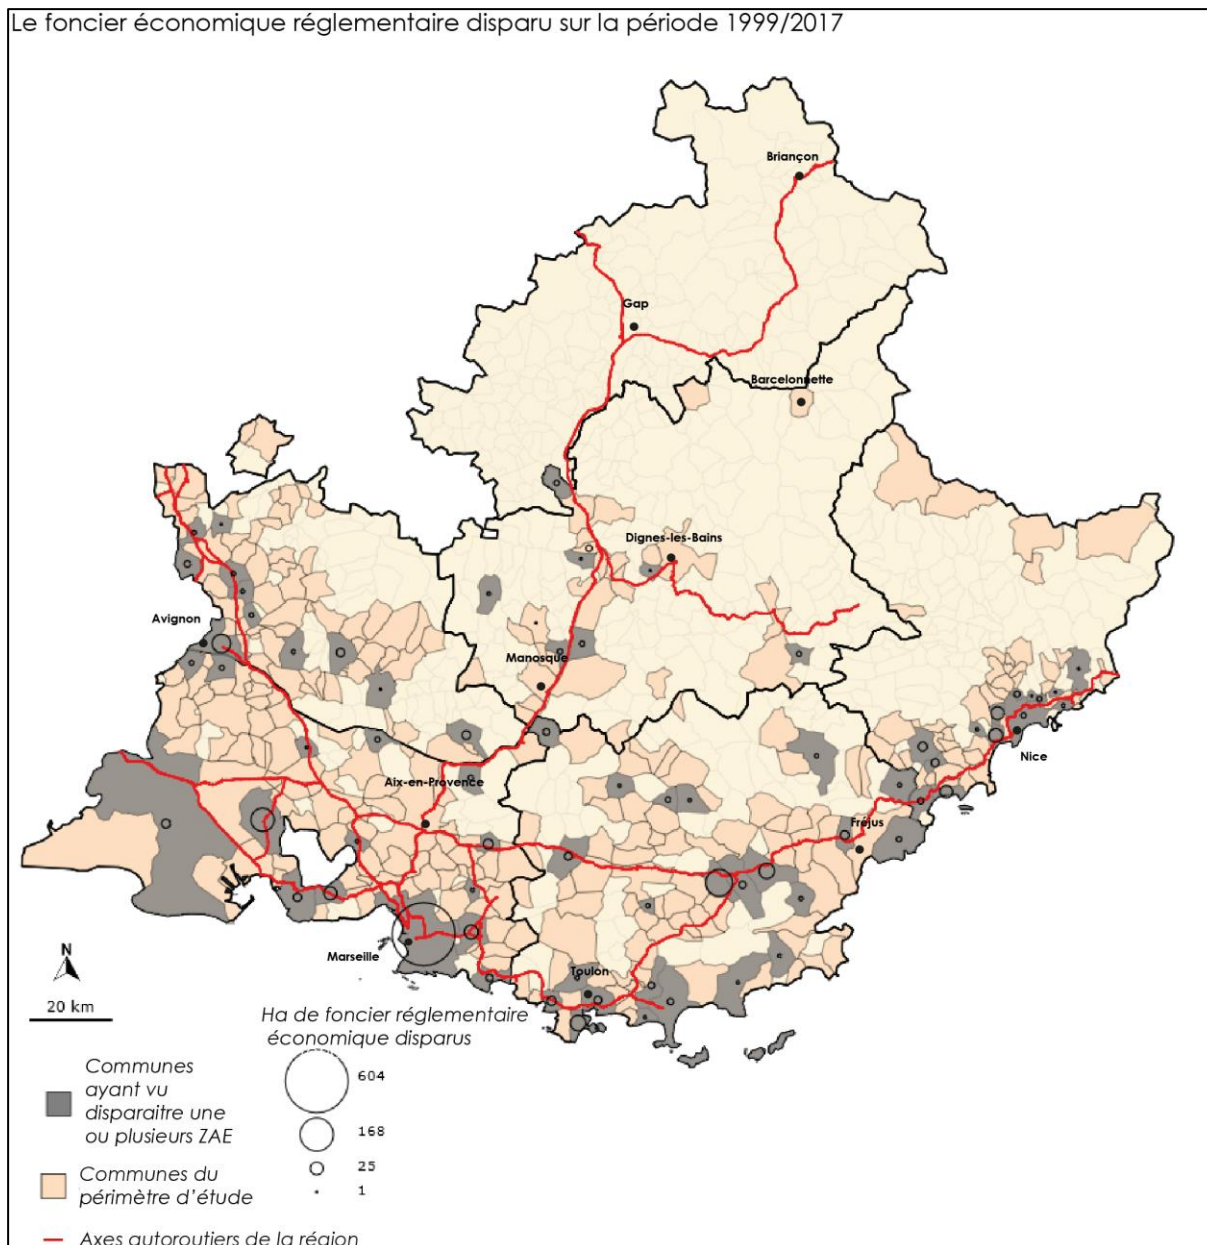 Le foncier économique réglementaire disparu sur la période 1999/2017
Briançon
Gap
Barcelonnette
Dignes-les-Bains
Avignon
Manosque
Nice
Aix-en-Provence
Fréjus
Marseille
Toulon
N
20 km
Ha de foncier réglementaire
économique disparus
604
168
25
1
Communes
ayant vu
disparaitre une
ou plusieurs ZAE
Communes du
périmètre d'étude
Axes autoroutiers de la région